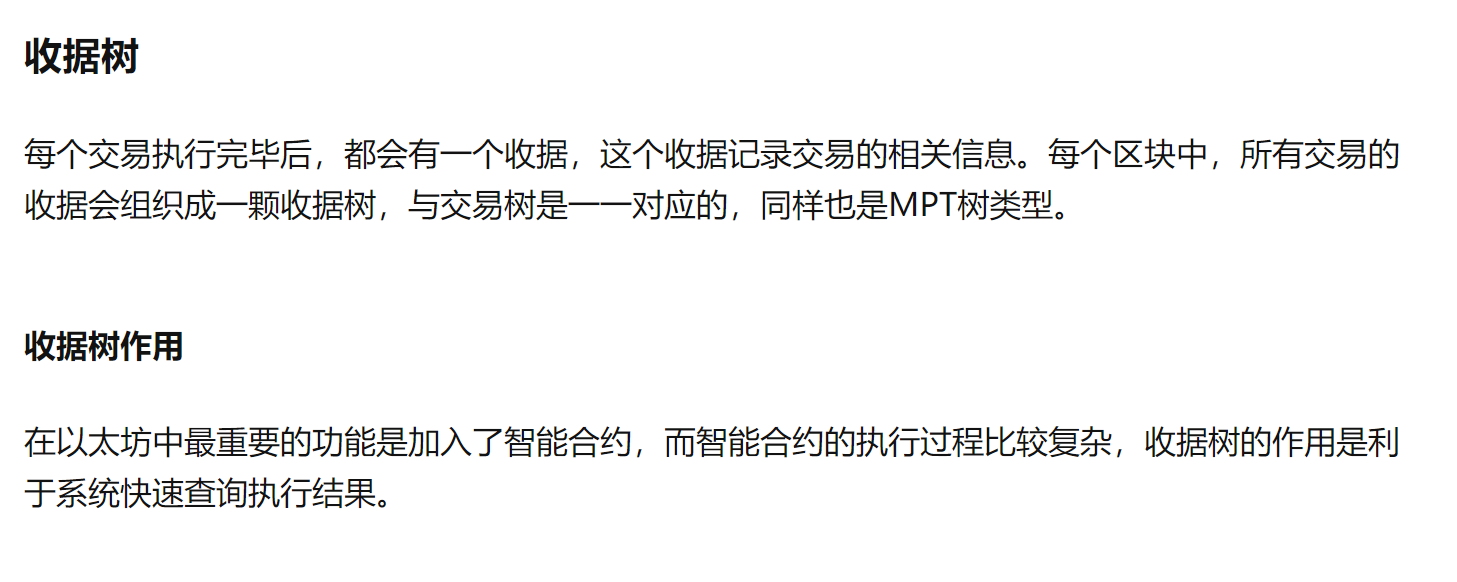 收据树
每个交易执行完毕后，都会有一个收据，这个收据记录交易的相关信息。每个区块中，所有交易的
收据会组织成一颗收据树，与交易树是一一对应的，同样也是MPT树类型。
收据树作用
在以太坊中最重要的功能是加入了智能合约，而智能合约的执行过程比较复杂，收据树的作用是利
于系统快速查询执行结果。